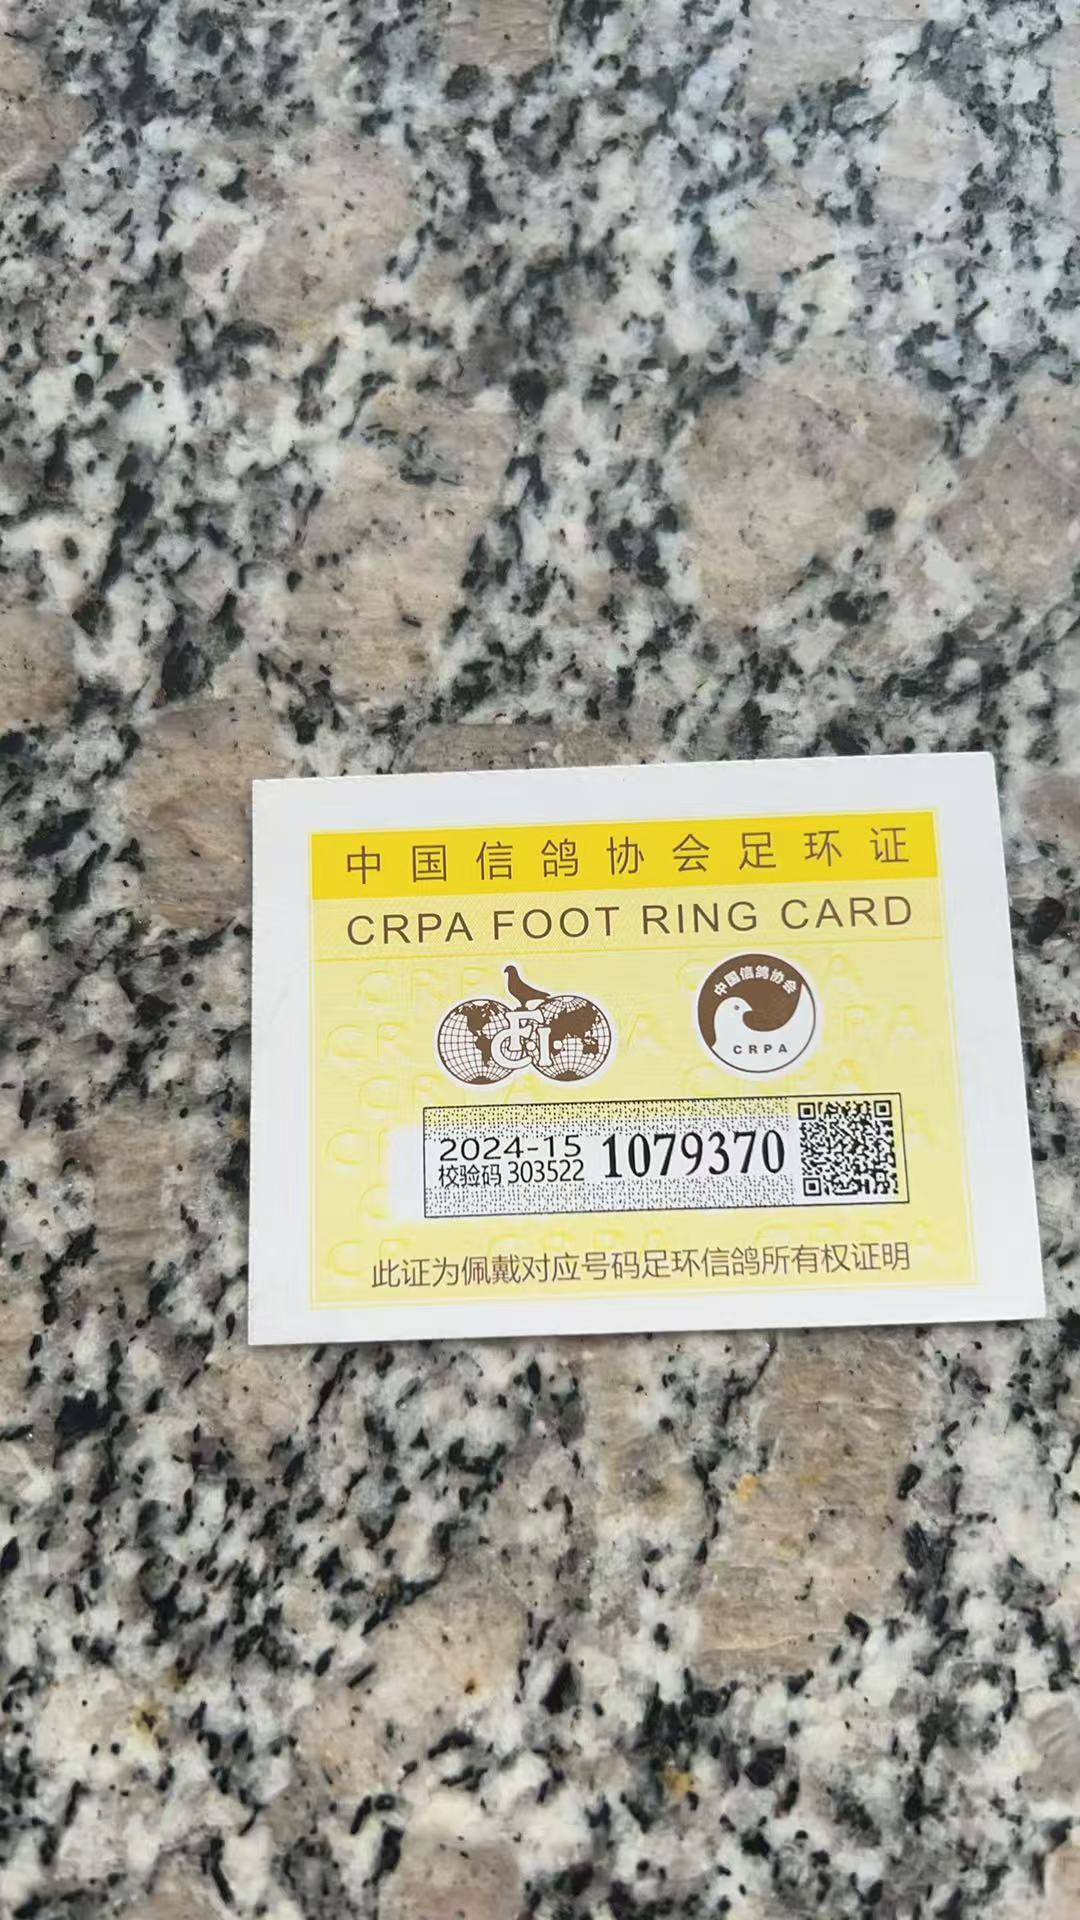 中国信鸽协会足环证
CRPA FOOT RING CARD
F.C.I.
中国信鸽协会
CRPA
2024-15
校验码 303522
1079370
此证为佩戴对应号码足环信鸽所有权证明